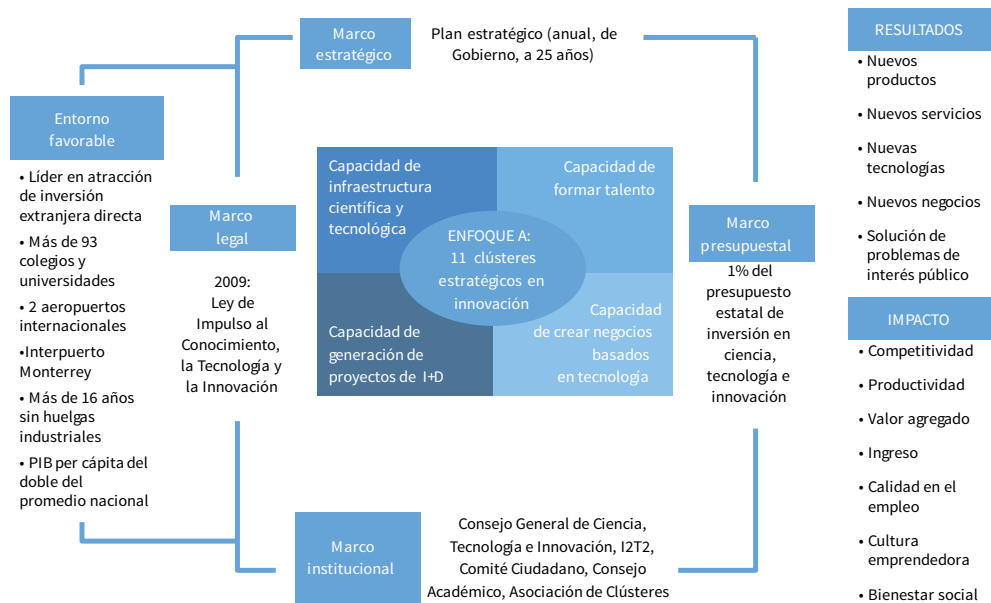 Entorno
favorable
• Líder en atracción
de inversión
extranjera directa
• Más de 93
colegios y
universidades
• 2 aeropuertos
internacionales
•Interpuerto
Monterrey
• Más de 16 años
sin huelgas
industriales
• PIB per cápita del
doble del
promedio nacional
Marco
estratégico
Plan estratégico (anual, de
Gobierno, a 25 años)
Marco
legal
2009:
Ley de
Impulso al
Conocimiento,
la Tecnología y
la Innovación
Capacidad de
infraestructura
científica y
tecnológica
Capacidad de
formar talento
ENFOQUE A:
11 clústeres
estratégicos en
innovación
Capacidad de
generación de
proyectos de I+D
Capacidad
de crear negocios
basados
en tecnología
Marco
presupuestal
1% del
presupuesto
estatal de
inversión en
ciencia,
tecnología e
innovación
Marco
institucional
Consejo General de Ciencia,
Tecnología e Innovación, I2T2,
Comité Ciudadano, Consejo
Académico, Asociación de Clústeres
RESULTADOS
• Nuevos
productos
• Nuevos servicios
• Nuevas
tecnologías
• Nuevos negocios
• Solución de
problemas de
interés público
IMPACTO
• Competitividad
• Productividad
• Valor agregado
• Ingreso
• Calidad en el
empleo
• Cultura
emprendedora
• Bienestar social